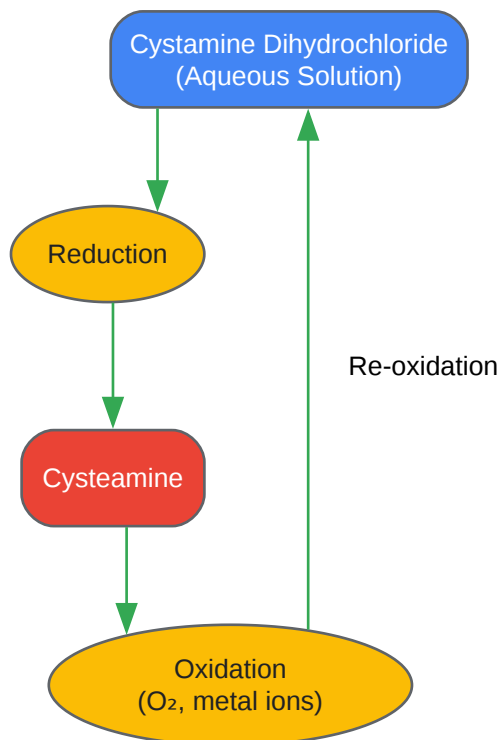 Cystamine Dihydrochloride
(Aqueous Solution)
Reduction
Re-oxidation
Cysteamine
Oxidation
(O₂, metal ions)